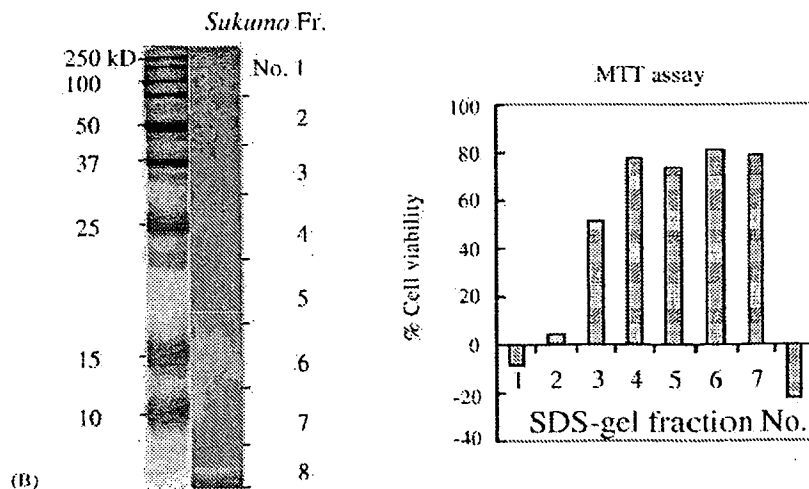 Sukumo Fr.
250 kD
100
50
37
25
15
10
No. 1
2
3
4
5
6
7
8
(B)
MTT assay
100
80
60
40
20
0
-20
-40
% Cell viability
1 2 3 4 5 6 7
SDS-gel fraction No.